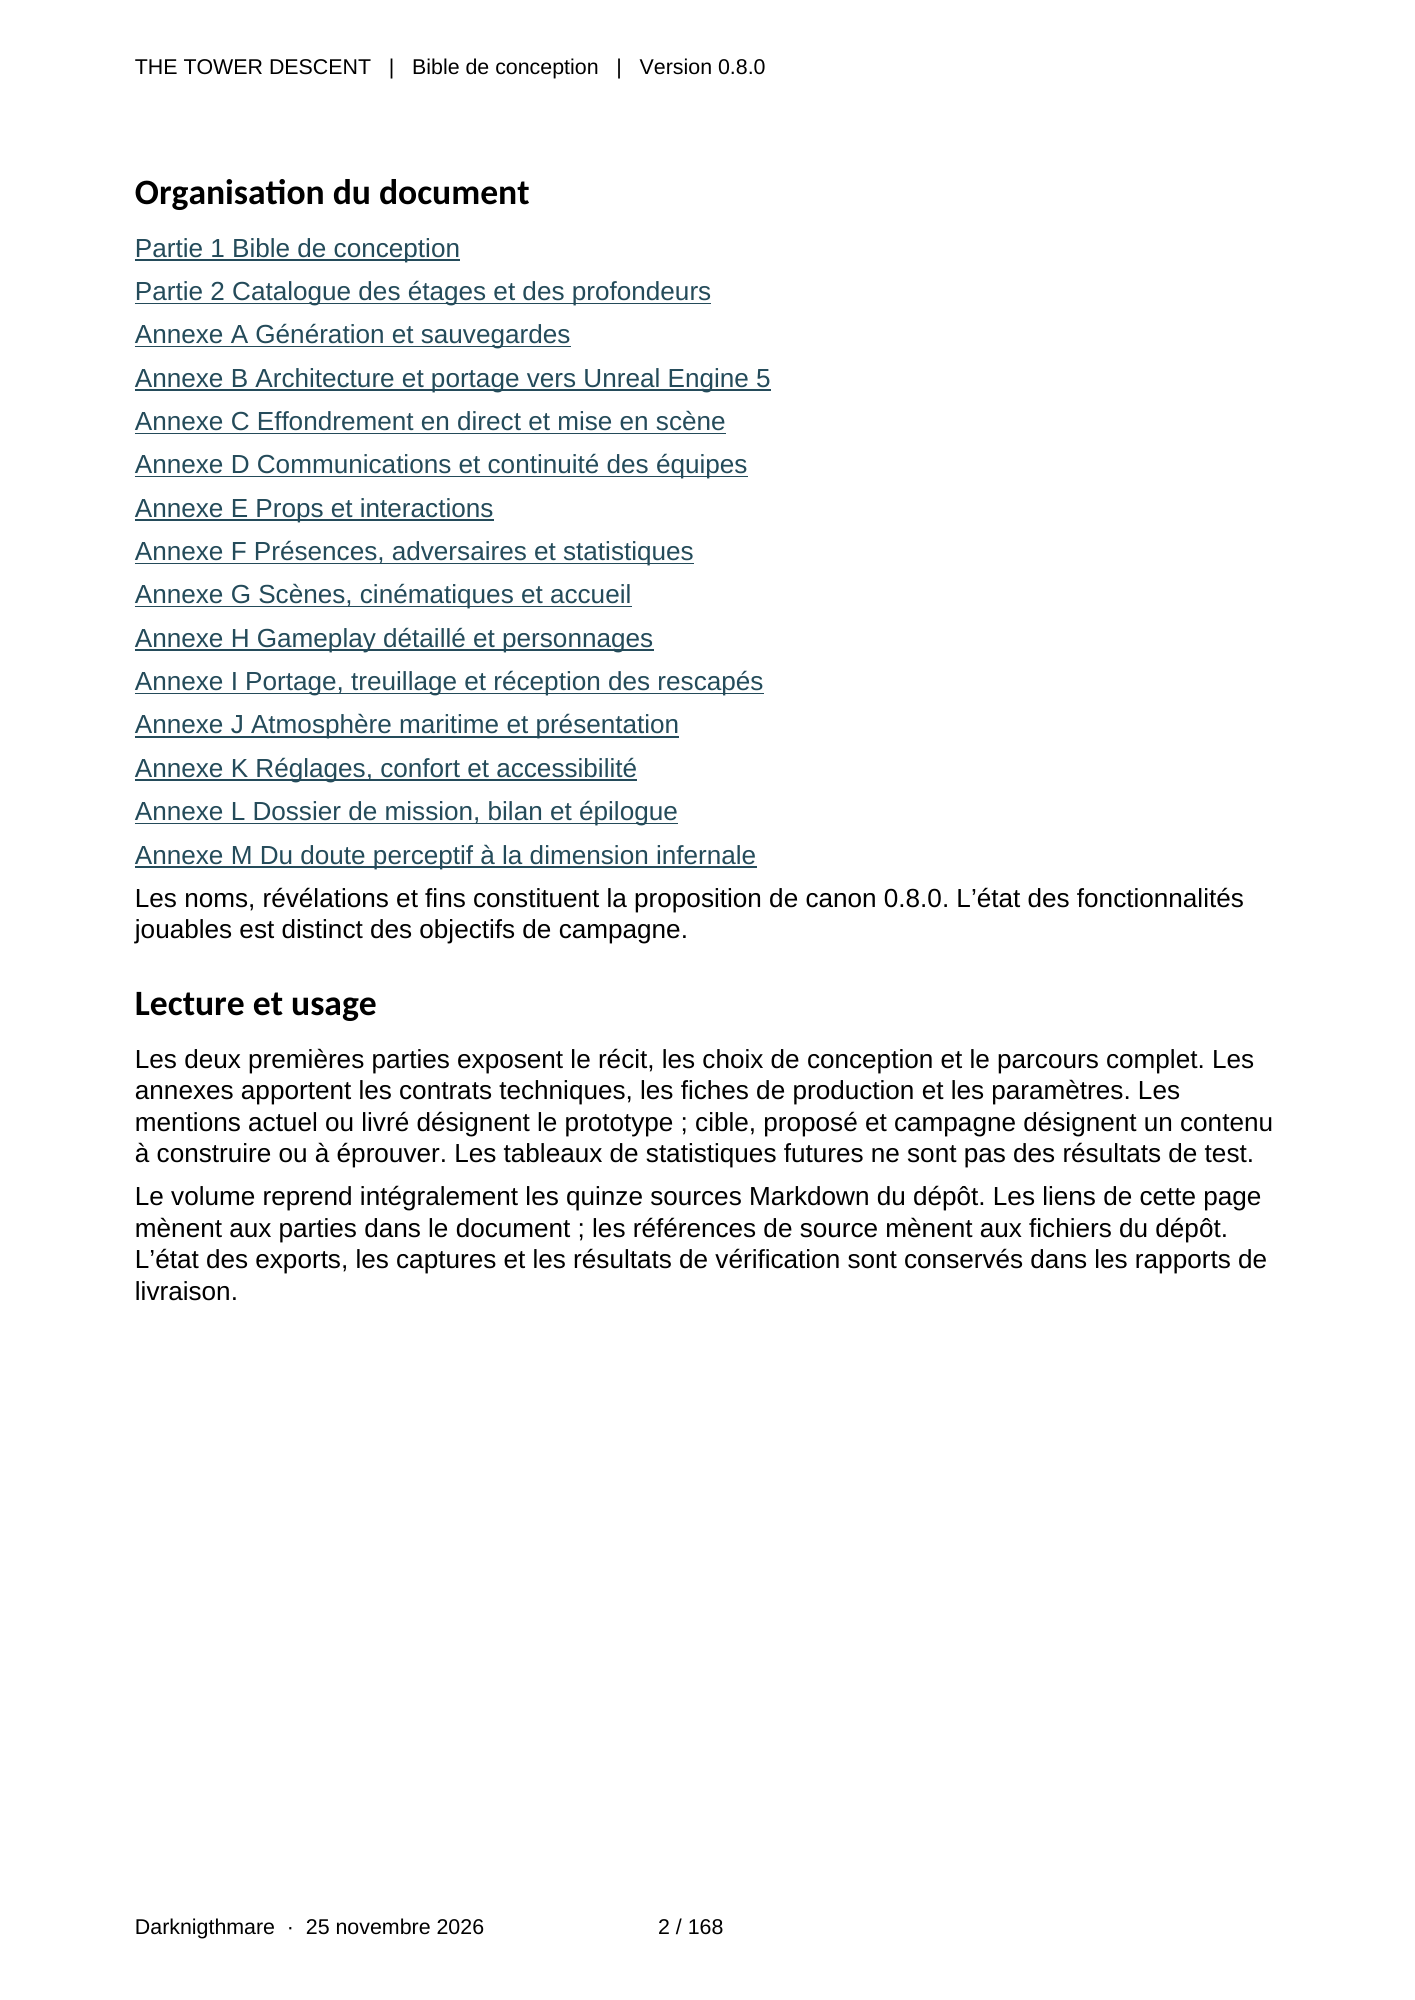 THE TOWER DESCENT | Bible de conception | Version 0.8.0
Organisation du document
Partie 1 Bible de conception
Partie 2 Catalogue des étages et des profondeurs
Annexe A Génération et sauvegardes
Annexe B Architecture et portage vers Unreal Engine 5
Annexe C Effondrement en direct et mise en scène
Annexe D Communications et continuité des équipes
Annexe E Props et interactions
Annexe F Présences, adversaires et statistiques
Annexe G Scènes, cinématiques et accueil
Annexe H Gameplay détaillé et personnages
Annexe I Portage, treuillage et réception des rescapés
Annexe J Atmosphère maritime et présentation
Annexe K Réglages, confort et accessibilité
Annexe L Dossier de mission, bilan et épilogue
Annexe M Du doute perceptif à la dimension infernale
Les noms, révélations et fins constituent la proposition de canon 0.8.0. L’état des fonctionnalités
jouables est distinct des objectifs de campagne.
Lecture et usage
Les deux premières parties exposent le récit, les choix de conception et le parcours complet. Les
annexes apportent les contrats techniques, les fiches de production et les paramètres. Les
mentions actuel ou livré désignent le prototype ; cible, proposé et campagne désignent un contenu
à construire ou à éprouver. Les tableaux de statistiques futures ne sont pas des résultats de test.
Le volume reprend intégralement les quinze sources Markdown du dépôt. Les liens de cette page
mènent aux parties dans le document ; les références de source mènent aux fichiers du dépôt.
L’état des exports, les captures et les résultats de vérification sont conservés dans les rapports de
livraison.
Darknigthmare · 25 novembre 2026 2 / 168